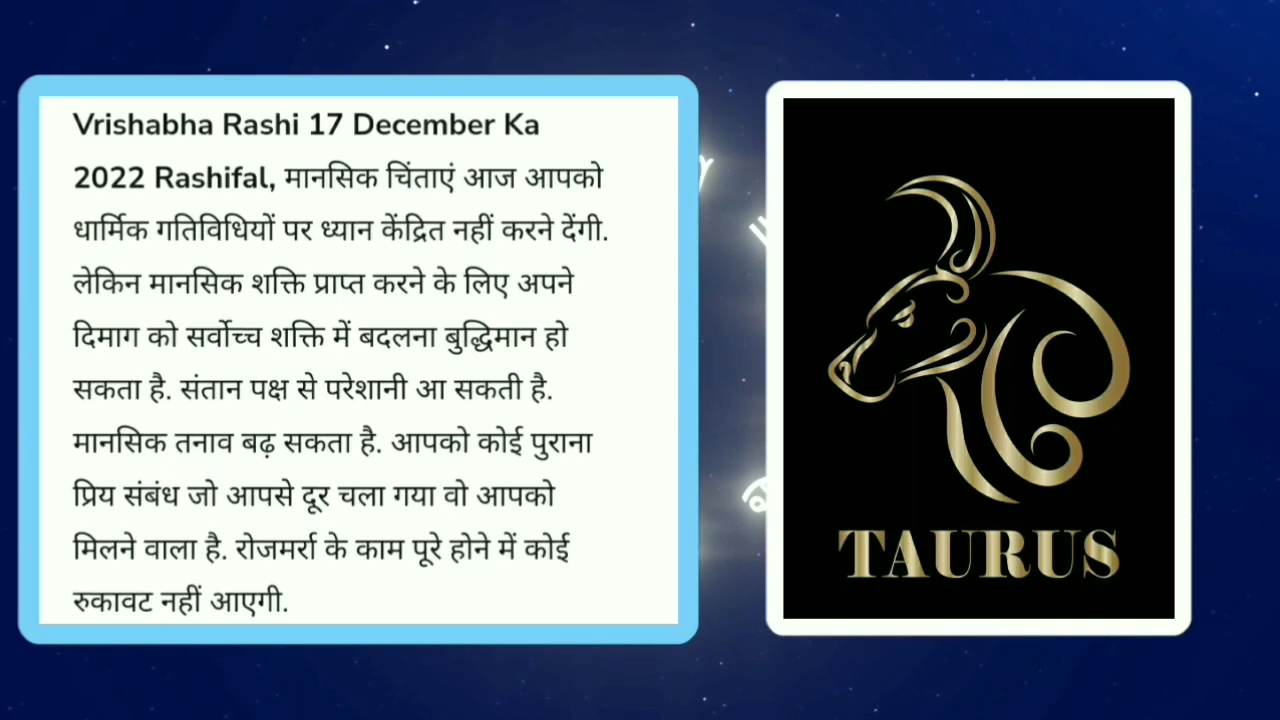 Vrishabha Rashi 17 December Ka
2022 Rashifal, मानसिक चिंताएं आज आपको
धार्मिक गतिविधियों पर ध्यान केंद्रित नहीं करने देंगी.
लेकिन मानसिक शक्ति प्राप्त करने के लिए अपने
दिमाग को सर्वोच्च शक्ति में बदलना बुद्धिमान हो
सकता है. संतान पक्ष से परेशानी आ सकती है.
मानसिक तनाव बढ़ सकता है. आपको कोई पुराना
प्रिय संबंध जो आपसे दूर चला गया वो आपको
मिलने वाला है. रोजमर्रा के काम पूरे होने में कोई
रुकावट नहीं आएगी.
TAURUS